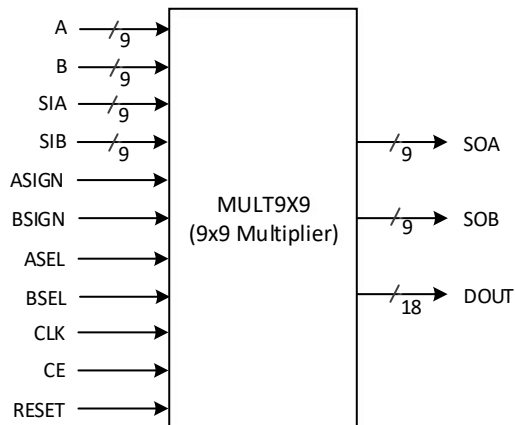 A
9
B
9
SIA
9
SIB
9
ASIGN
BSIGN
ASEL
BSEL
CLK
CE
RESET
MULT9X9
(9x9 Multiplier)
9
SOA
9
SOB
18
DOUT